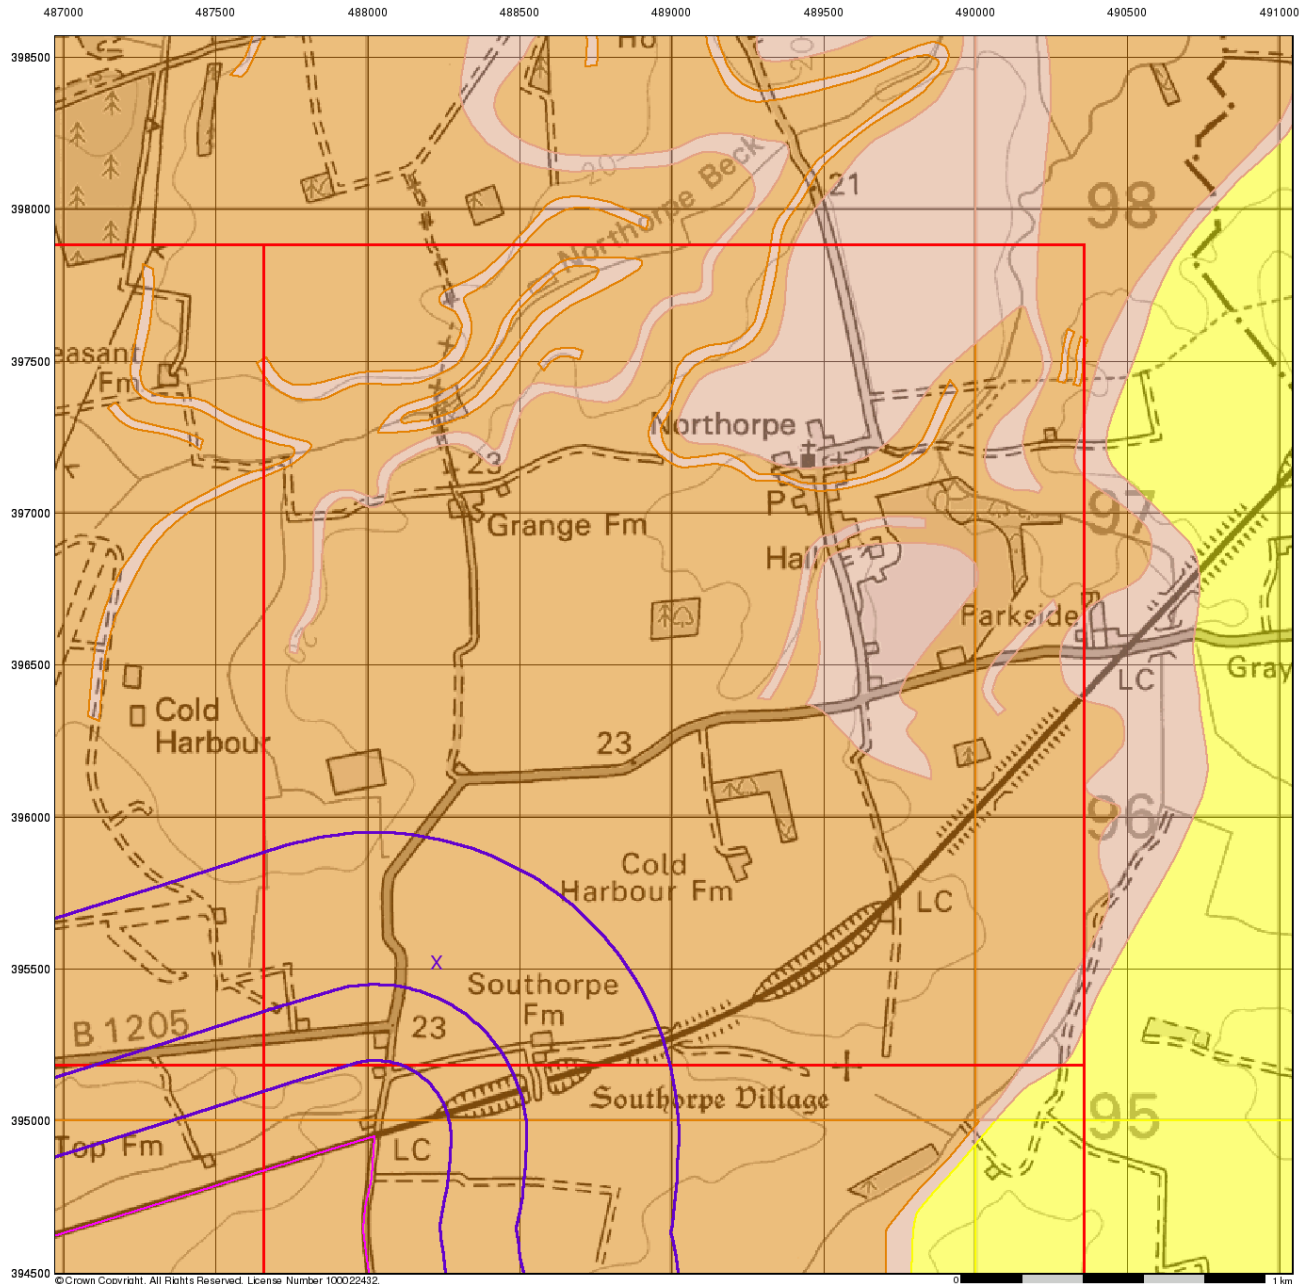 487000 487500 488000 488500 489000 489500 490000 490500 491000
398500
398000
397500
397000
396500
396000
395500
395000
394500
Ho
20
20
Northorpe Beck
21
98
easant
Fm
Northorpe
23
97
Grange Fm
P
Hall
Parkside
LC
Gray
Cold
Harbour
23
96
Cold
Harbour Fm
LC
X
Southorpe
Fm
B 1205
23
Southorpe Village
95
Top Fm
LC
© Crown Copyright. All Rights Reserved. License Number 100022432.
0 1 km